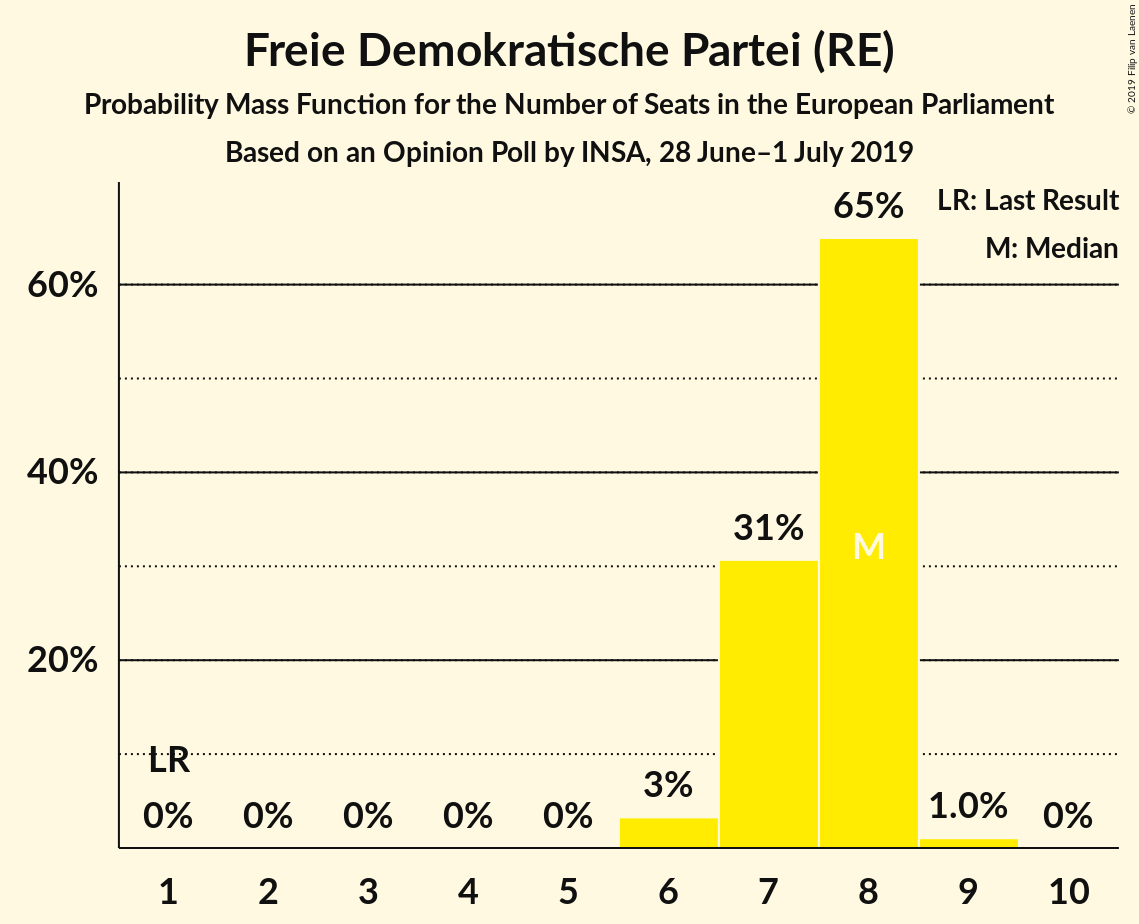 Freie Demokratische Partei (RE)
Probability Mass Function for the Number of Seats in the European Parliament
Based on an Opinion Poll by INSA, 28 June–1 July 2019
© 2019 Filip van Laenen
LR: Last Result
M: Median
65%
60%
40%
31%
M
20%
LR
3%
0% 0% 0% 0% 0% 1.0% 0%
1 2 3 4 5 6 7 8 9 10